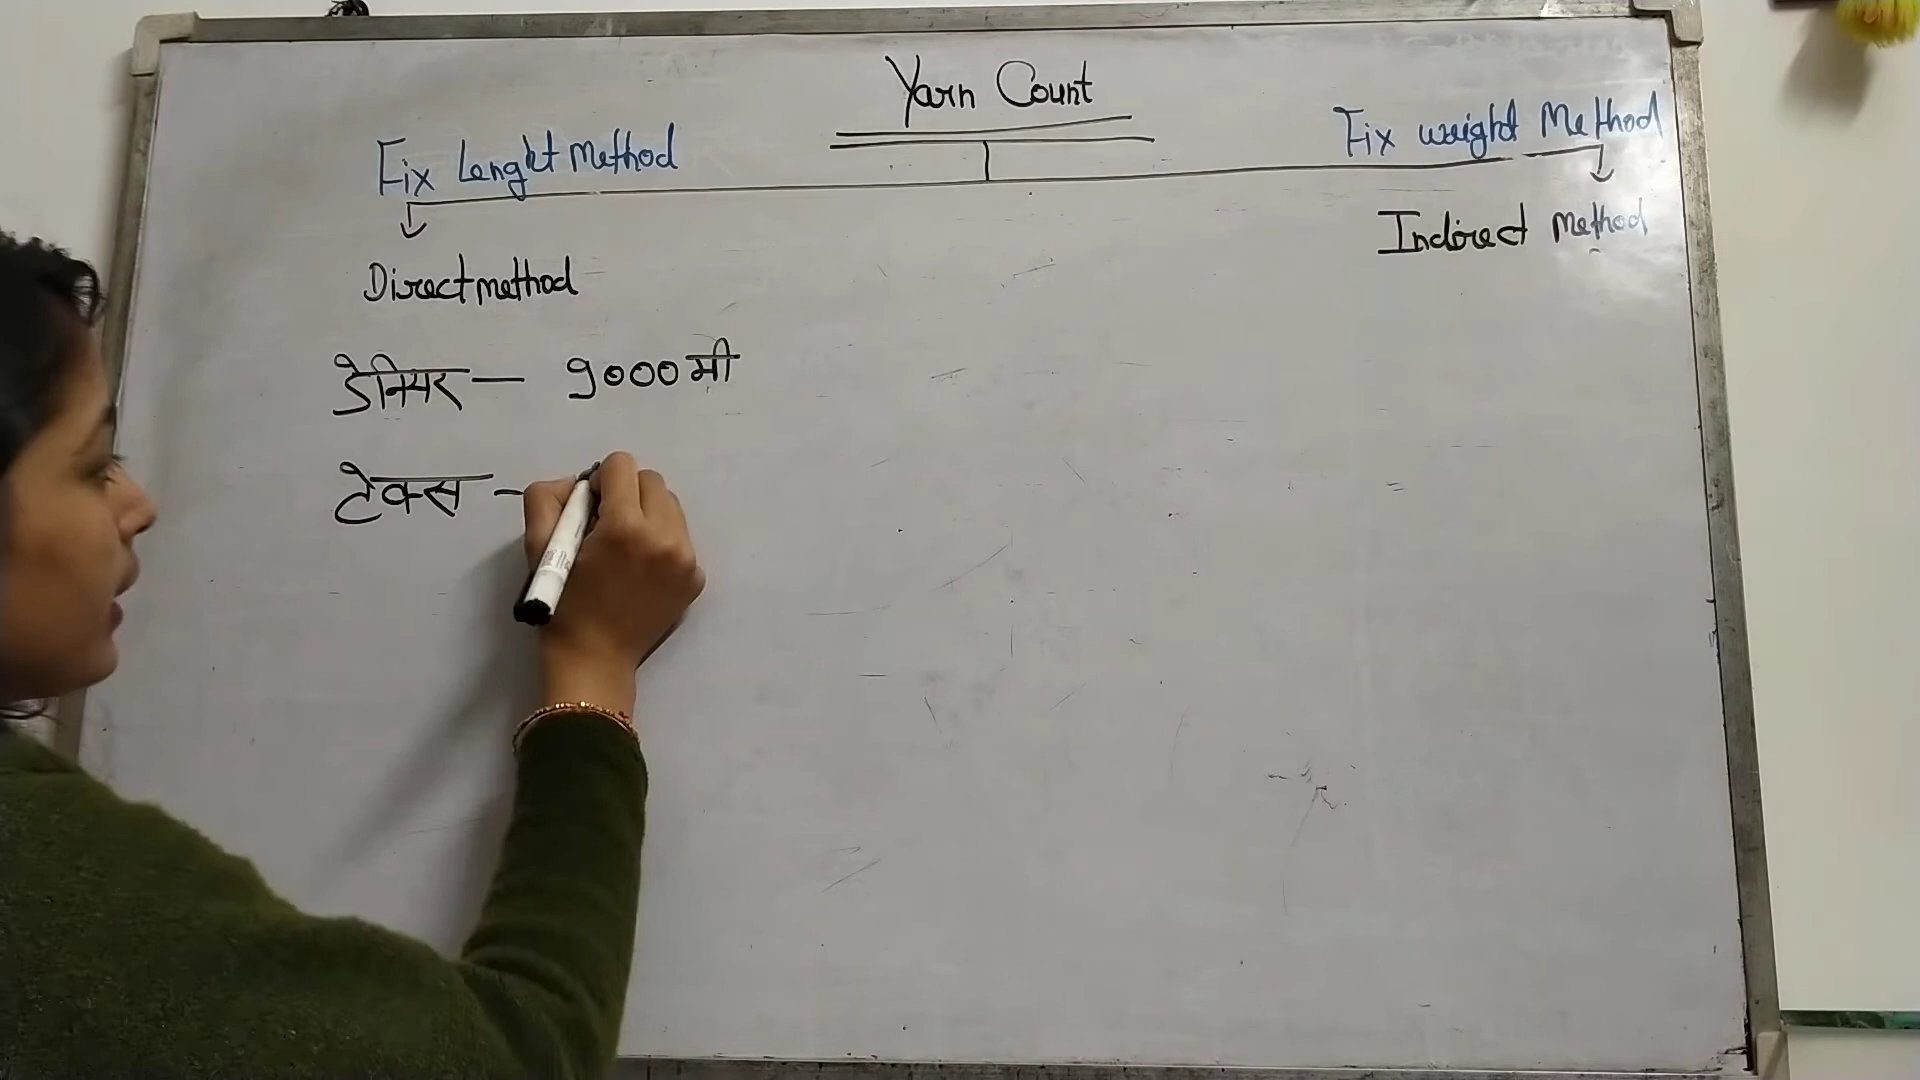 Yarn Count
Fix Lenght Method
Fix weight Method
Direct method
Indirect Method
डेनियर — 9000 मी
टेक्स —